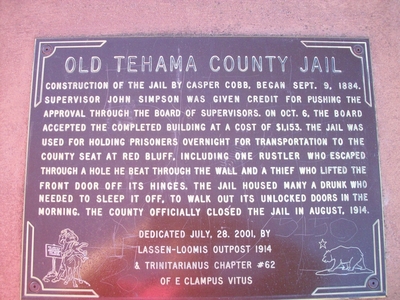 OLD TEHAMA COUNTY JAIL
CONSTRUCTION OF THE JAIL BY CASPER COBB, BEGAN SEPT. 9, 1884.
SUPERVISOR JOHN SIMPSON WAS GIVEN CREDIT FOR PUSHING THE
APPROVAL THROUGH THE BOARD OF SUPERVISORS. ON OCT. 6, THE BOARD
ACCEPTED THE COMPLETED BUILDING AT A COST OF $1,153. THE JAIL WAS
USED FOR HOLDING PRISONERS OVERNIGHT FOR TRANSPORTATION TO THE
COUNTY SEAT AT RED BLUFF, INCLUDING ONE RUSTLER WHO ESCAPED
THROUGH A HOLE HE BEAT THROUGH THE WALL AND A THIEF WHO LIFTED THE
FRONT DOOR OFF ITS HINGES. THE JAIL HOUSED MANY A DRUNK WHO
NEEDED TO SLEEP IT OFF, TO WALK OUT ITS UNLOCKED DOORS IN THE
MORNING. THE COUNTY OFFICIALLY CLOSED THE JAIL IN AUGUST, 1914.
DEDICATED JULY, 28, 2001, BY
LASSEN-LOOMIS OUTPOST 1914
& TRINITARIANUS CHAPTER #62
OF E CLAMPUS VITUS